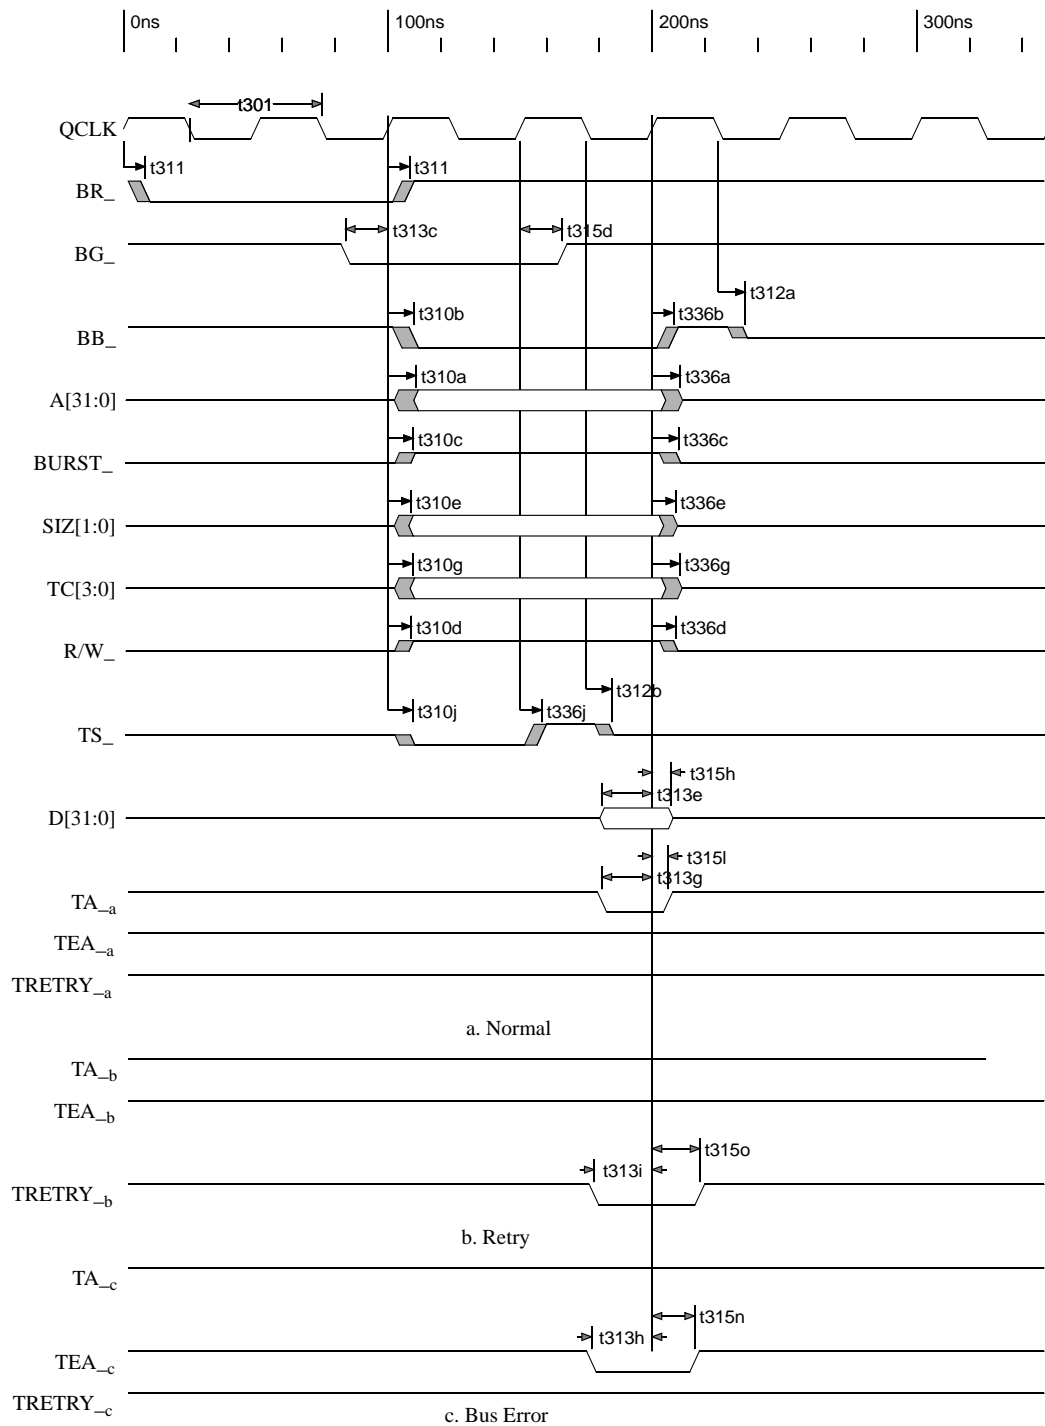 0ns 100ns 200ns 300ns
t301
QCLK
t311 t311
BR_
t313c t315d
BG_
t312a
t310b t336b
BB_
t310a t336a
A[31:0]
t310c t336c
BURST_
t310e t336e
SIZ[1:0]
t310g t336g
TC[3:0]
t310d t336d
R/W_
t312b
t310j t336j
TS_
t315h
t313e
D[31:0]
t315l
t313g
TA_a
TEA_a
TRETRY_a
a. Normal
TA_b
TEA_b
t315o
t313i
TRETRY_b
b. Retry
TA_c
t315n
t313h
TEA_c
TRETRY_c
c. Bus Error